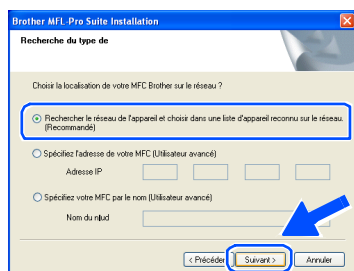 Brother MFL-Pro Suite Installation
Recherche du type de
Choisir la localisation de votre MFC Brother sur le réseau ?
Rechercher le réseau de l'appareil et choisir dans une liste d'appareil reconnu sur le réseau.
(Recommandé)
Spécifiez l'adresse de votre MFC (Utilisateur avancé)
Adresse IP
Spécifiez votre MFC par le nom (Utilisateur avancé)
Nom du nlud
< Précéder Suivant > Annuler